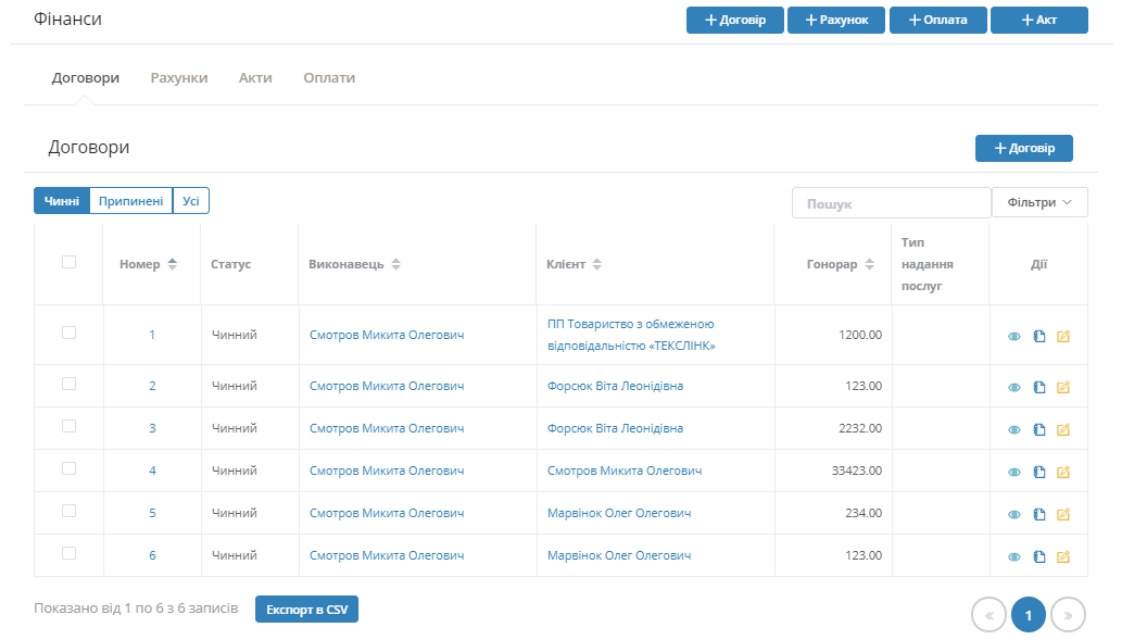 Фінанси
+ Договір + Рахунок + Оплата + Акт
Договори Рахунки Акти Оплати
Договори
+ Договір
Чинні Припинені Усі
Пошук Фільтри
Номер Статус Виконавець Клієнт Гонорар Тип надання послуг Дії
1 Чинний Смотров Микита Олегович ПП Товариство з обмеженою відповідальністю «ТЕКСЛІНК» 1200.00
2 Чинний Смотров Микита Олегович Форсюк Віта Леонідівна 123.00
3 Чинний Смотров Микита Олегович Форсюк Віта Леонідівна 2232.00
4 Чинний Смотров Микита Олегович Смотров Микита Олегович 33423.00
5 Чинний Смотров Микита Олегович Марвінок Олег Олегович 234.00
6 Чинний Смотров Микита Олегович Марвінок Олег Олегович 123.00
Показано від 1 по 6 з 6 записів Експорт в CSV
« 1 »